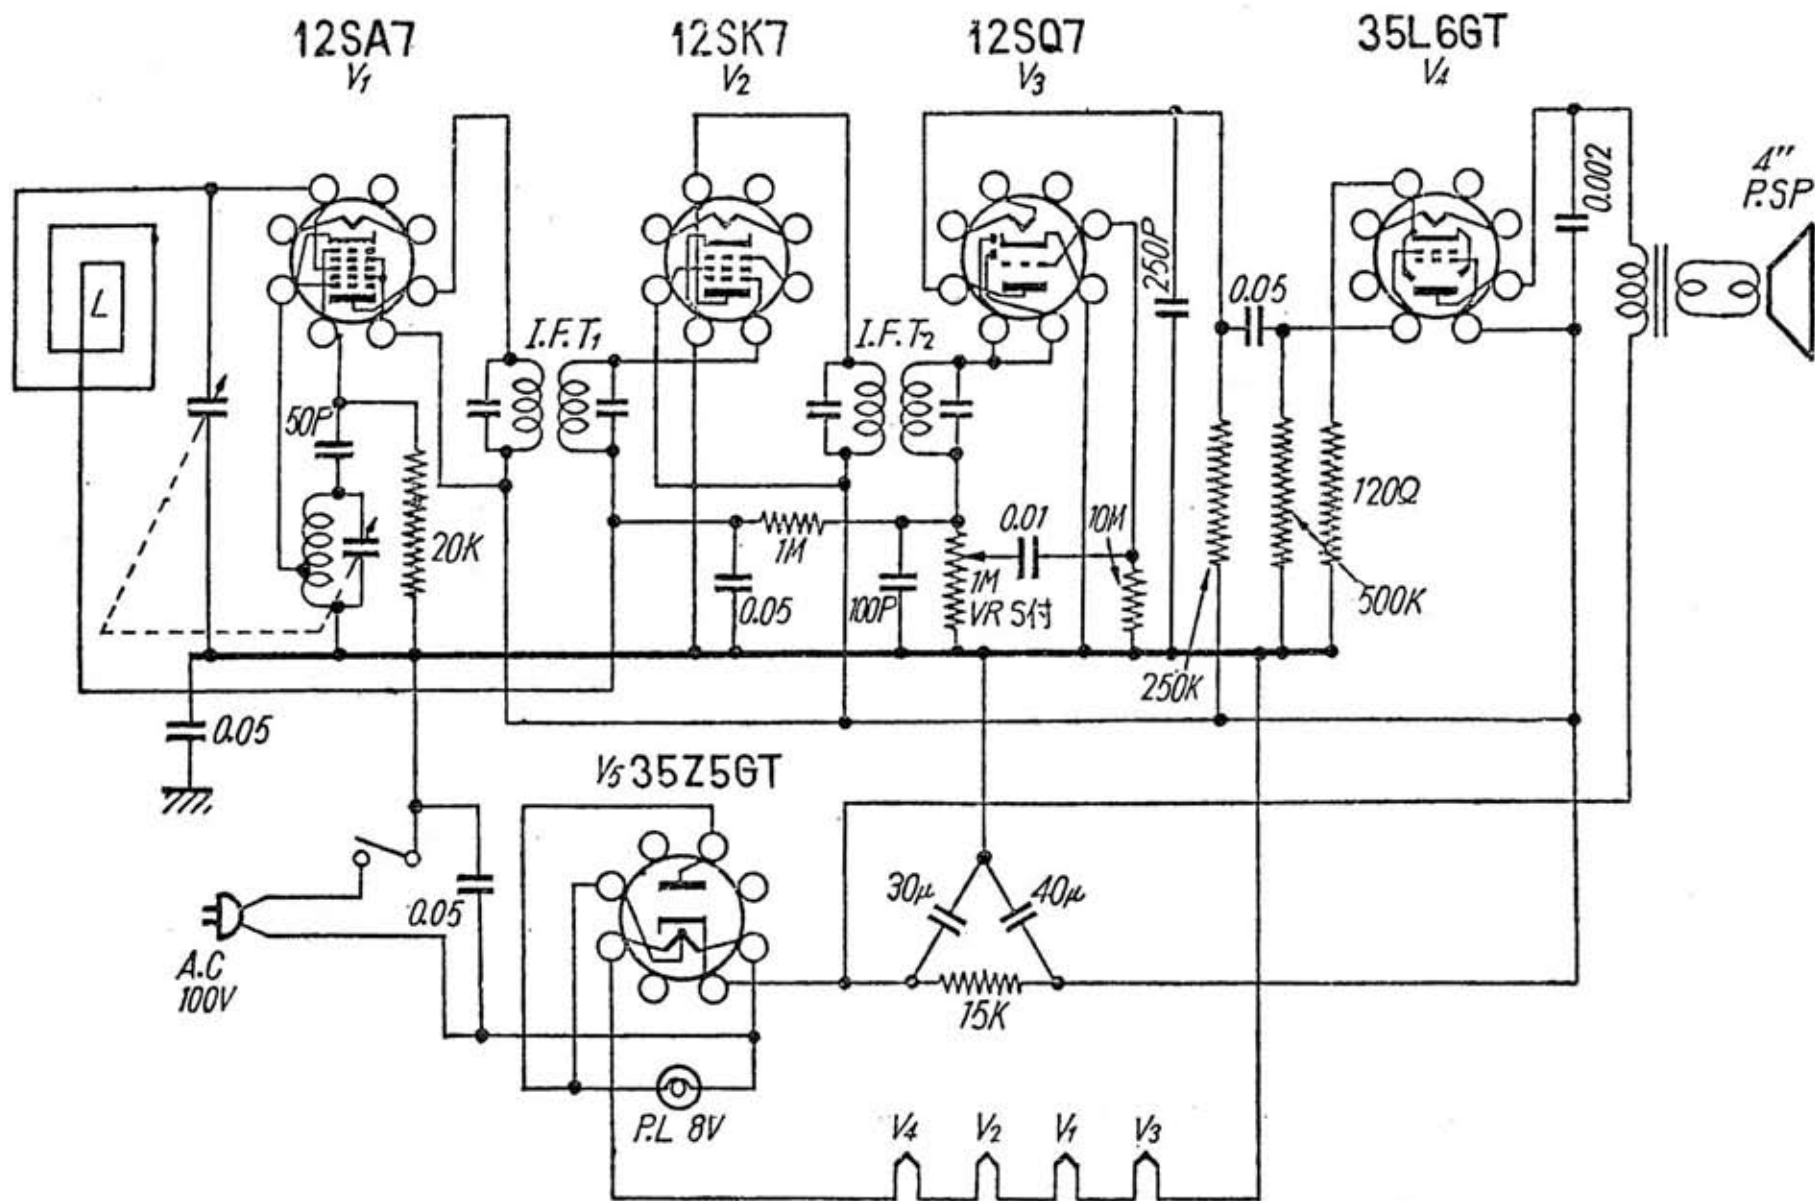 12SA7
V1
12SK7
V2
12SQ7
V3
35L6GT
V4
4"
P.SP
0.002
250P
0.05
L
I.F.T1
I.F.T2
50P
20K
1M
0.05
100P
0.01
1M
VR S付
10M
120Ω
500K
250K
0.05
V5 35Z5GT
0.05
A.C
100V
30μ
40μ
15K
P.L 8V
V4
V2
V1
V3